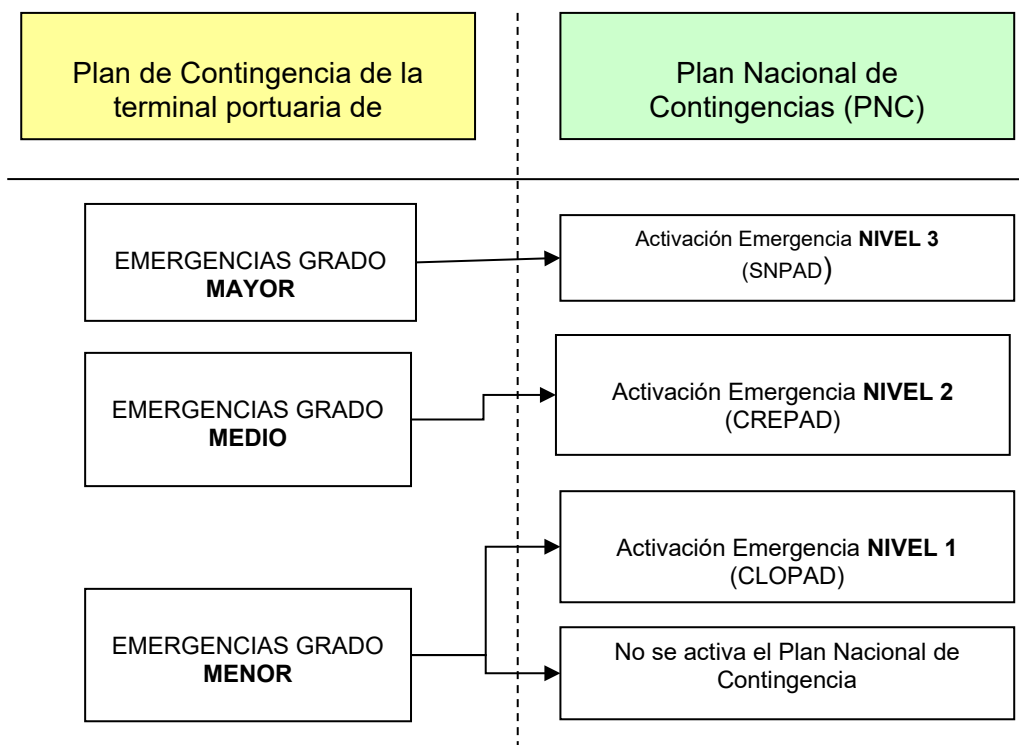 Plan de Contingencia de la
terminal portuaria de
Plan Nacional de
Contingencias (PNC)
EMERGENCIAS GRADO
MAYOR
Activación Emergencia NIVEL 3
(SNPAD)
EMERGENCIAS GRADO
MEDIO
Activación Emergencia NIVEL 2
(CREPAD)
EMERGENCIAS GRADO
MENOR
Activación Emergencia NIVEL 1
(CLOPAD)
No se activa el Plan Nacional de
Contingencia